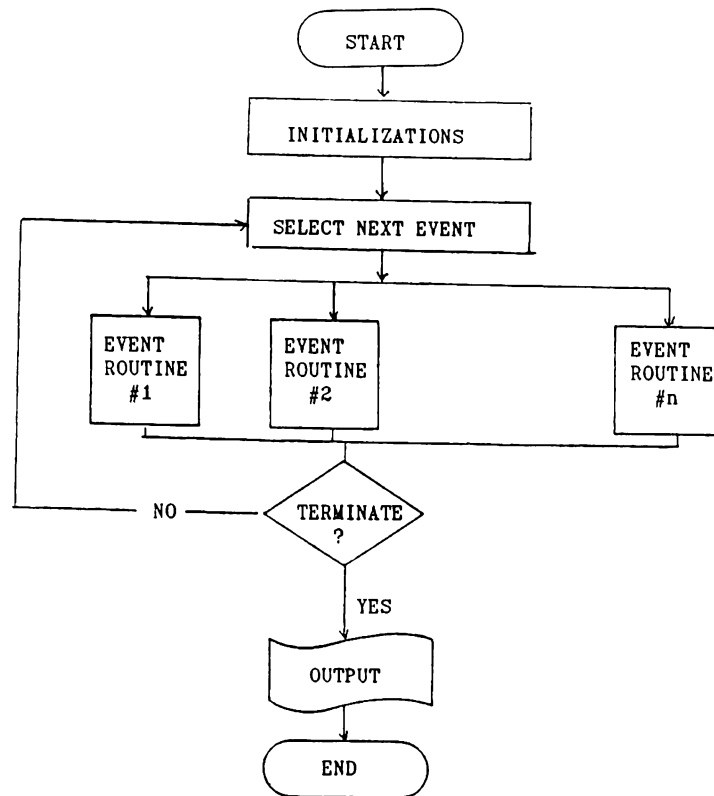 START
INITIALIZATIONS
SELECT NEXT EVENT
EVENT
ROUTINE
#1
EVENT
ROUTINE
#2
EVENT
ROUTINE
#n
NO
TERMINATE
?
YES
OUTPUT
END